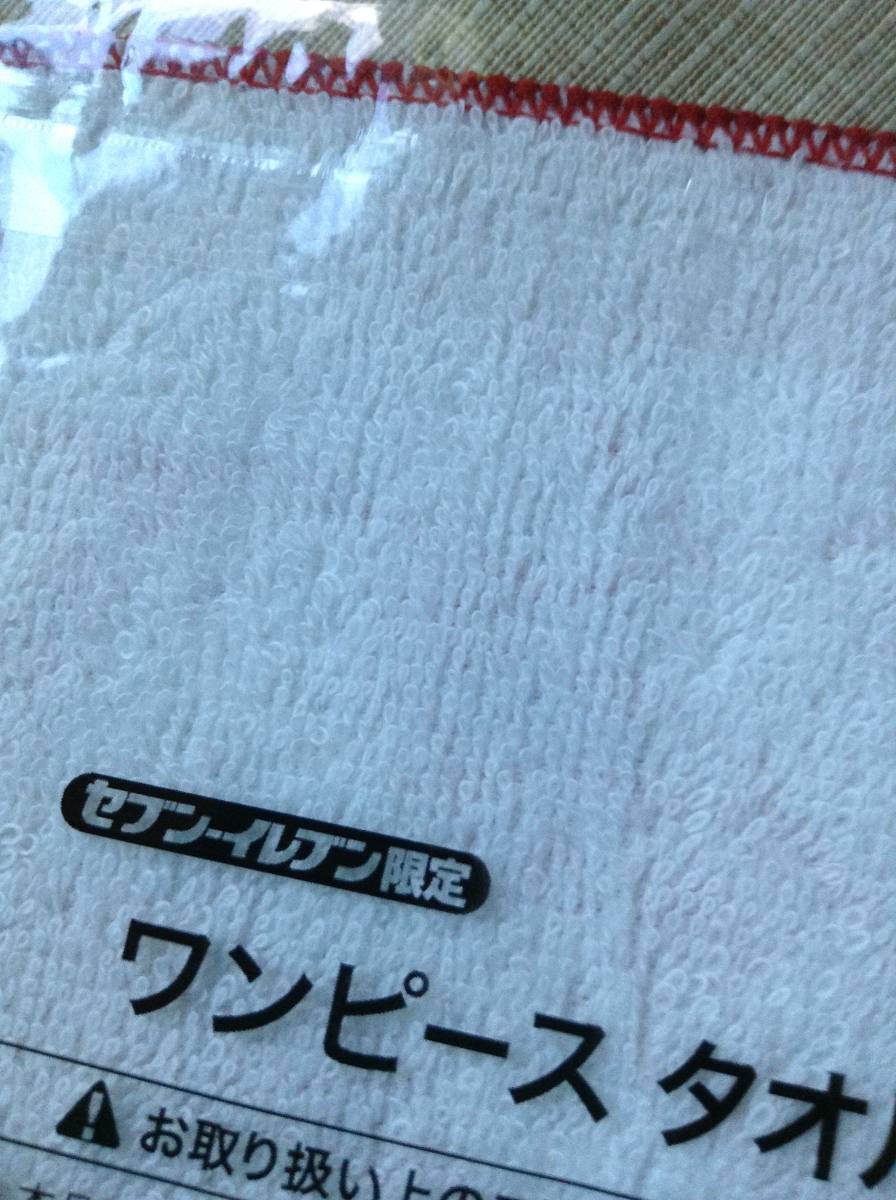 セブン-イレブン限定
ワンピース タオル
お取り扱い上の
本